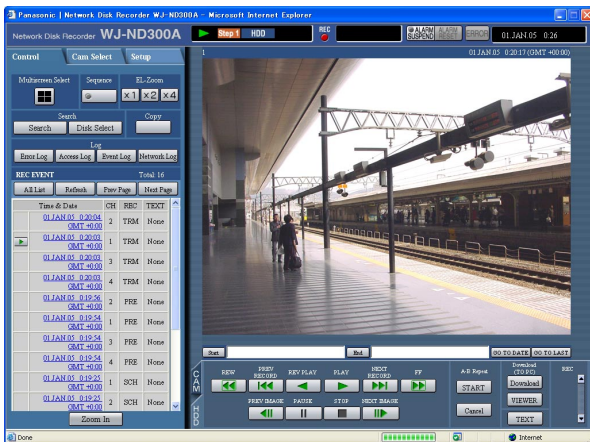 Panasonic | Network Disk Recorder WJ-ND300A - Microsoft Internet Explorer
Network Disk Recorder WJ-ND300A
Step 1 HDD
REC
ALARM SUSPEND
ALARM RESET
ERROR
01.JAN.05 0:26
Control Cam Select Setup
1
01.JAN.05 0:20:17 (GMT +00:00)
Multiscreen Select Sequence EL-Zoom
x1 x2 x4
Search Copy
Search Disk Select
Log
Error Log Access Log Event Log Network Log
REC EVENT Total: 16
All List Refresh Prev Page Next Page
Time & Date CH REC TEXT
01.JAN.05 0:20:04 GMT +0:00 2 TRM None
01.JAN.05 0:20:03 GMT +0:00 1 TRM None
01.JAN.05 0:20:03 GMT +0:00 3 TRM None
01.JAN.05 0:20:03 GMT +0:00 4 TRM None
01.JAN.05 0:19:56 GMT +0:00 2 PRE None
01.JAN.05 0:19:54 GMT +0:00 1 PRE None
01.JAN.05 0:19:54 GMT +0:00 3 PRE None
01.JAN.05 0:19:54 GMT +0:00 4 PRE None
01.JAN.05 0:19:25 GMT +0:00 1 SCH None
01.JAN.05 0:19:25 GMT +0:00 2 SCH None
Zoom In
Start End GO TO DATE GO TO LAST
CAM
HDD
REW PREV RECORD REV PLAY PLAY NEXT RECORD FF
PREV IMAGE PAUSE STOP NEXT IMAGE
A-B Repeat
START
Cancel
Download (TO PC)
Download
VIEWER
TEXT
REC
Done Internet